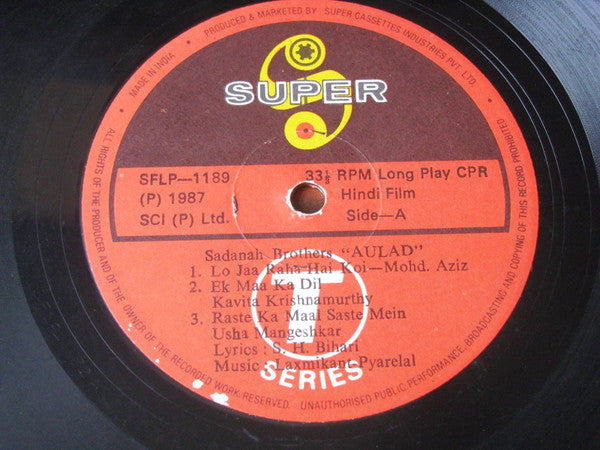 MADE IN INDIA • PRODUCED & MARKETED BY • SUPER CASSETTES INDUSTRIES PVT. LTD.
SUPER
SFLP—1189
33⅓ RPM Long Play CPR
(P) 1987
Hindi Film
SCI (P) Ltd.
Side—A
Sadanah Brothers "AULAD"
1. Lo Jaa Raha Hai Koi—Mohd. Aziz
2. Ek Maa Ka Dil
Kavita Krishnamurthy
3. Raste Ka Maal Saste Mein
Usha Mangeshkar
Lyrics : S. H. Bihari
Music : Laxmikant Pyarelal
T
SERIES
ALL RIGHTS OF THE PRODUCER AND OF THE OWNER OF THE RECORDED WORK RESERVED. UNAUTHORISED PUBLIC PERFORMANCE, BROADCASTING AND COPYING OF THIS RECORD PROHIBITED